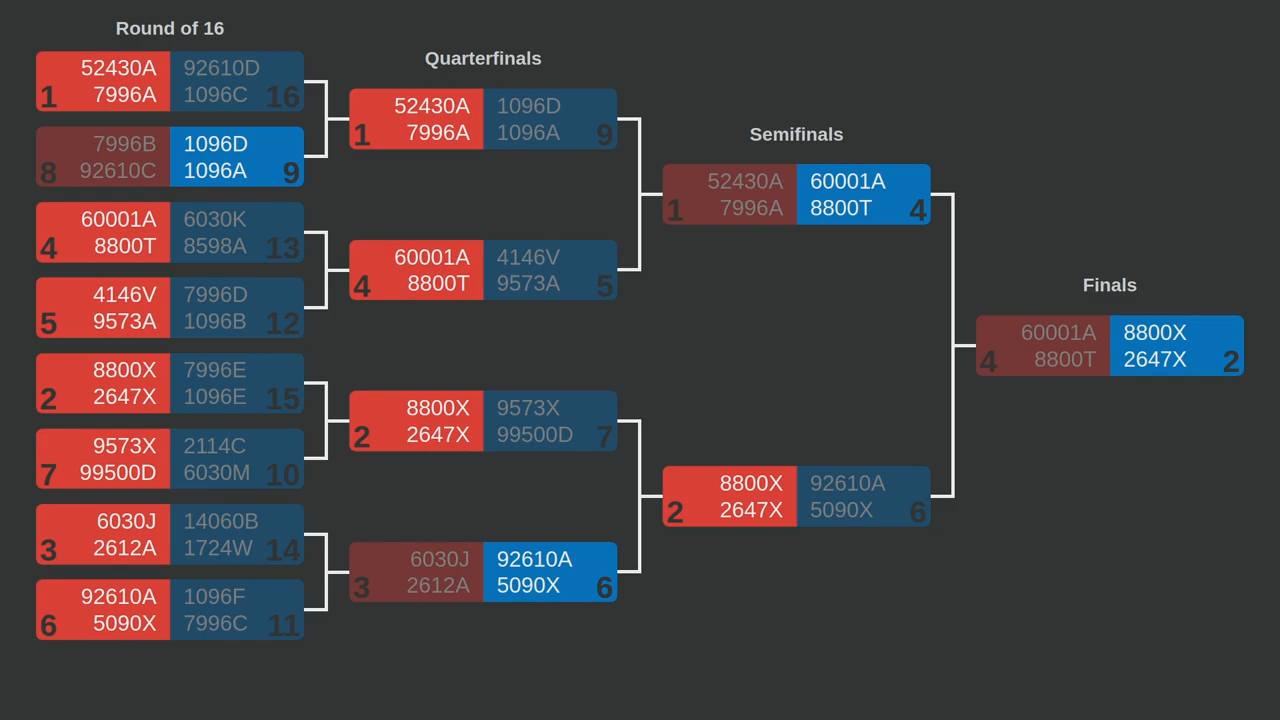 Round of 16
52430A 92610D
1 7996A 1096C 16
7996B 1096D
8 92610C 1096A 9
60001A 6030K
4 8800T 8598A 13
4146V 7996D
5 9573A 1096B 12
8800X 7996E
2 2647X 1096E 15
9573X 2114C
7 99500D 6030M 10
6030J 14060B
3 2612A 1724W 14
92610A 1096F
6 5090X 7996C 11
Quarterfinals
52430A 1096D
1 7996A 1096A 9
60001A 4146V
4 8800T 9573A 5
8800X 9573X
2 2647X 99500D 7
6030J 92610A
3 2612A 5090X 6
Semifinals
52430A 60001A
1 7996A 8800T 4
8800X 92610A
2 2647X 5090X 6
Finals
60001A 8800X
4 8800T 2647X 2